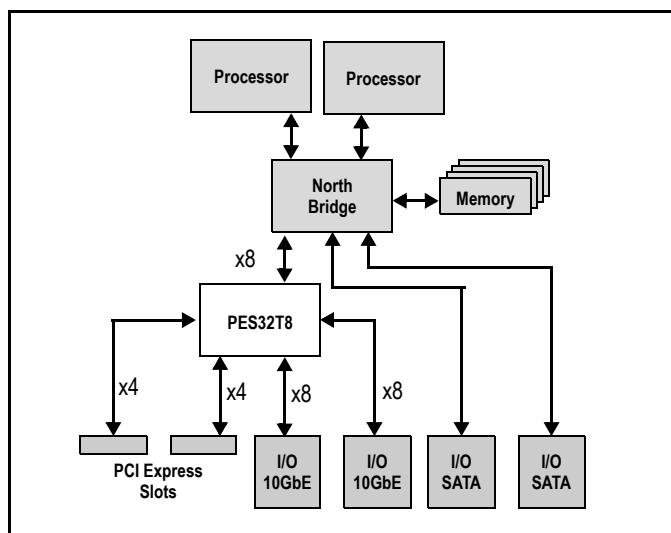 Processor
Processor
North
Bridge
Memory
x8
PES32T8
x4
x4
x8
x8
PCI Express
Slots
I/O
10GbE
I/O
10GbE
I/O
SATA
I/O
SATA